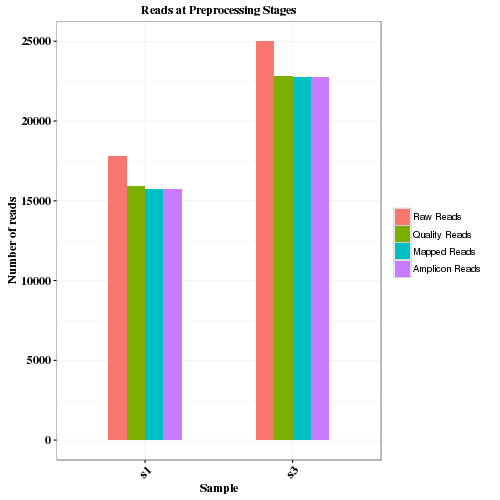 Reads at Preprocessing Stages
Number of reads
25000
20000
15000
10000
5000
0
s1
s3
Sample
Raw Reads
Quality Reads
Mapped Reads
Amplicon Reads